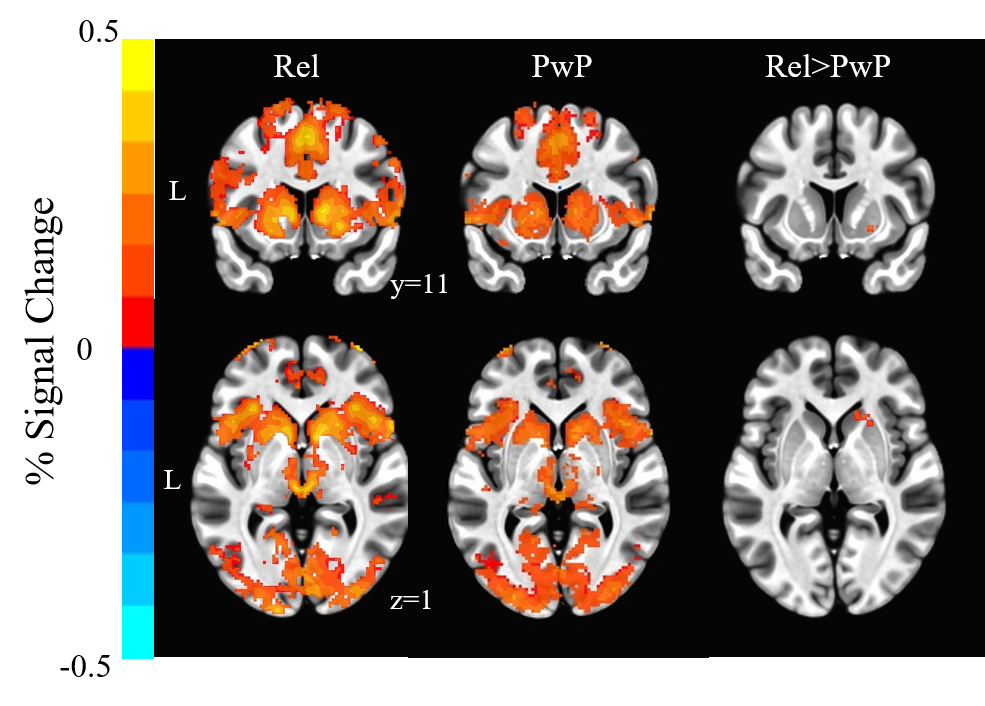 0.5
Rel
PwP
Rel>PwP
L
y=11
% Signal Change
0
L
z=1
-0.5